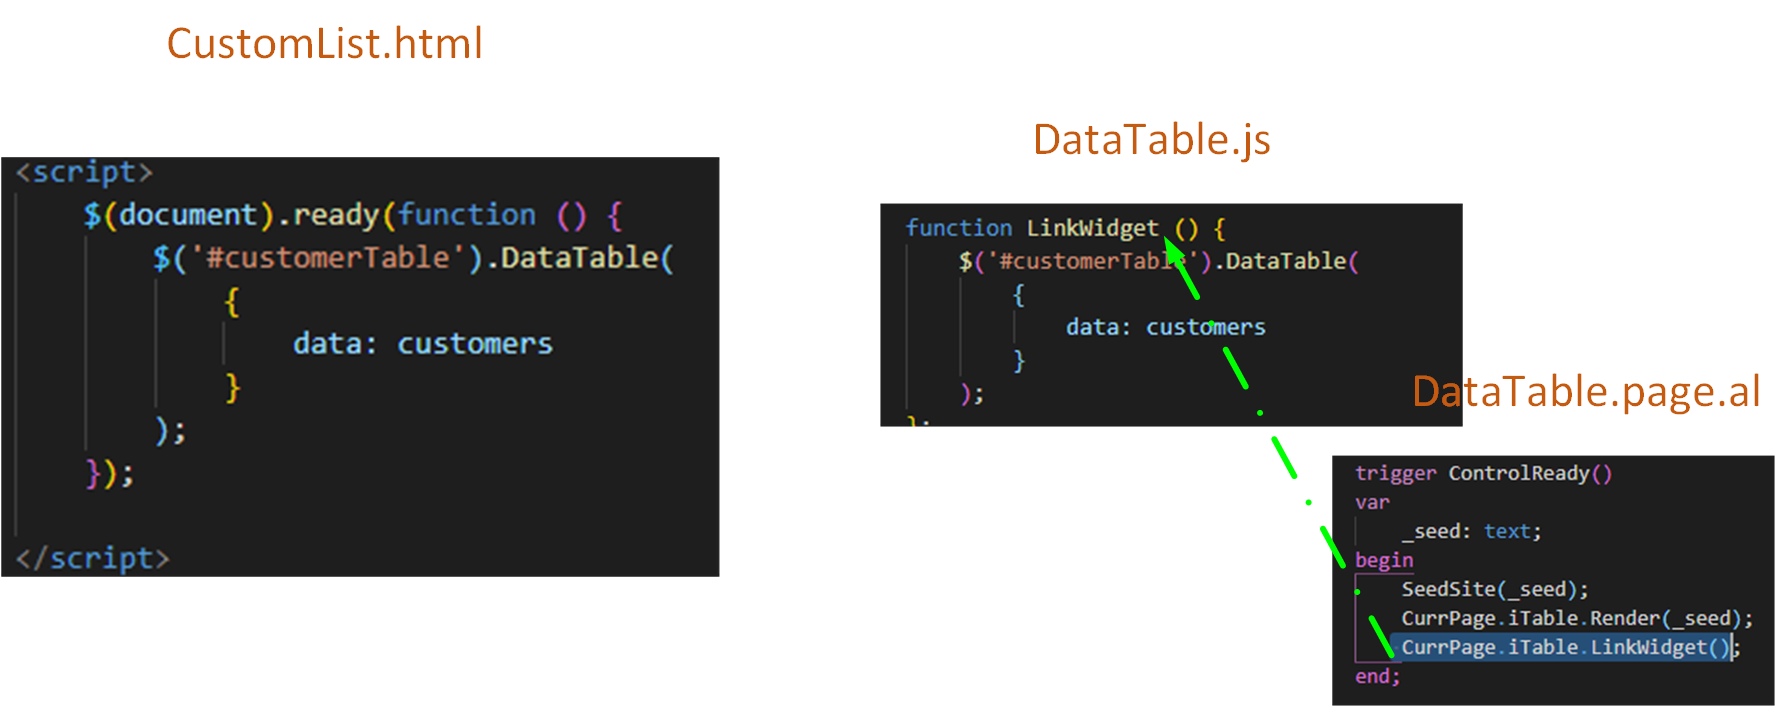 CustomList.html
<script>
$(document).ready(function () {
$('#customerTable').DataTable(
{
data: customers
}
);
});
</script>
DataTable.js
function LinkWidget () {
$('#customerTable').DataTable(
{
data: customers
}
);
};
DataTable.page.al
trigger ControlReady()
var
_seed: text;
begin
SeedSite(_seed);
CurrPage.iTable.Render(_seed);
CurrPage.iTable.LinkWidget();
end;